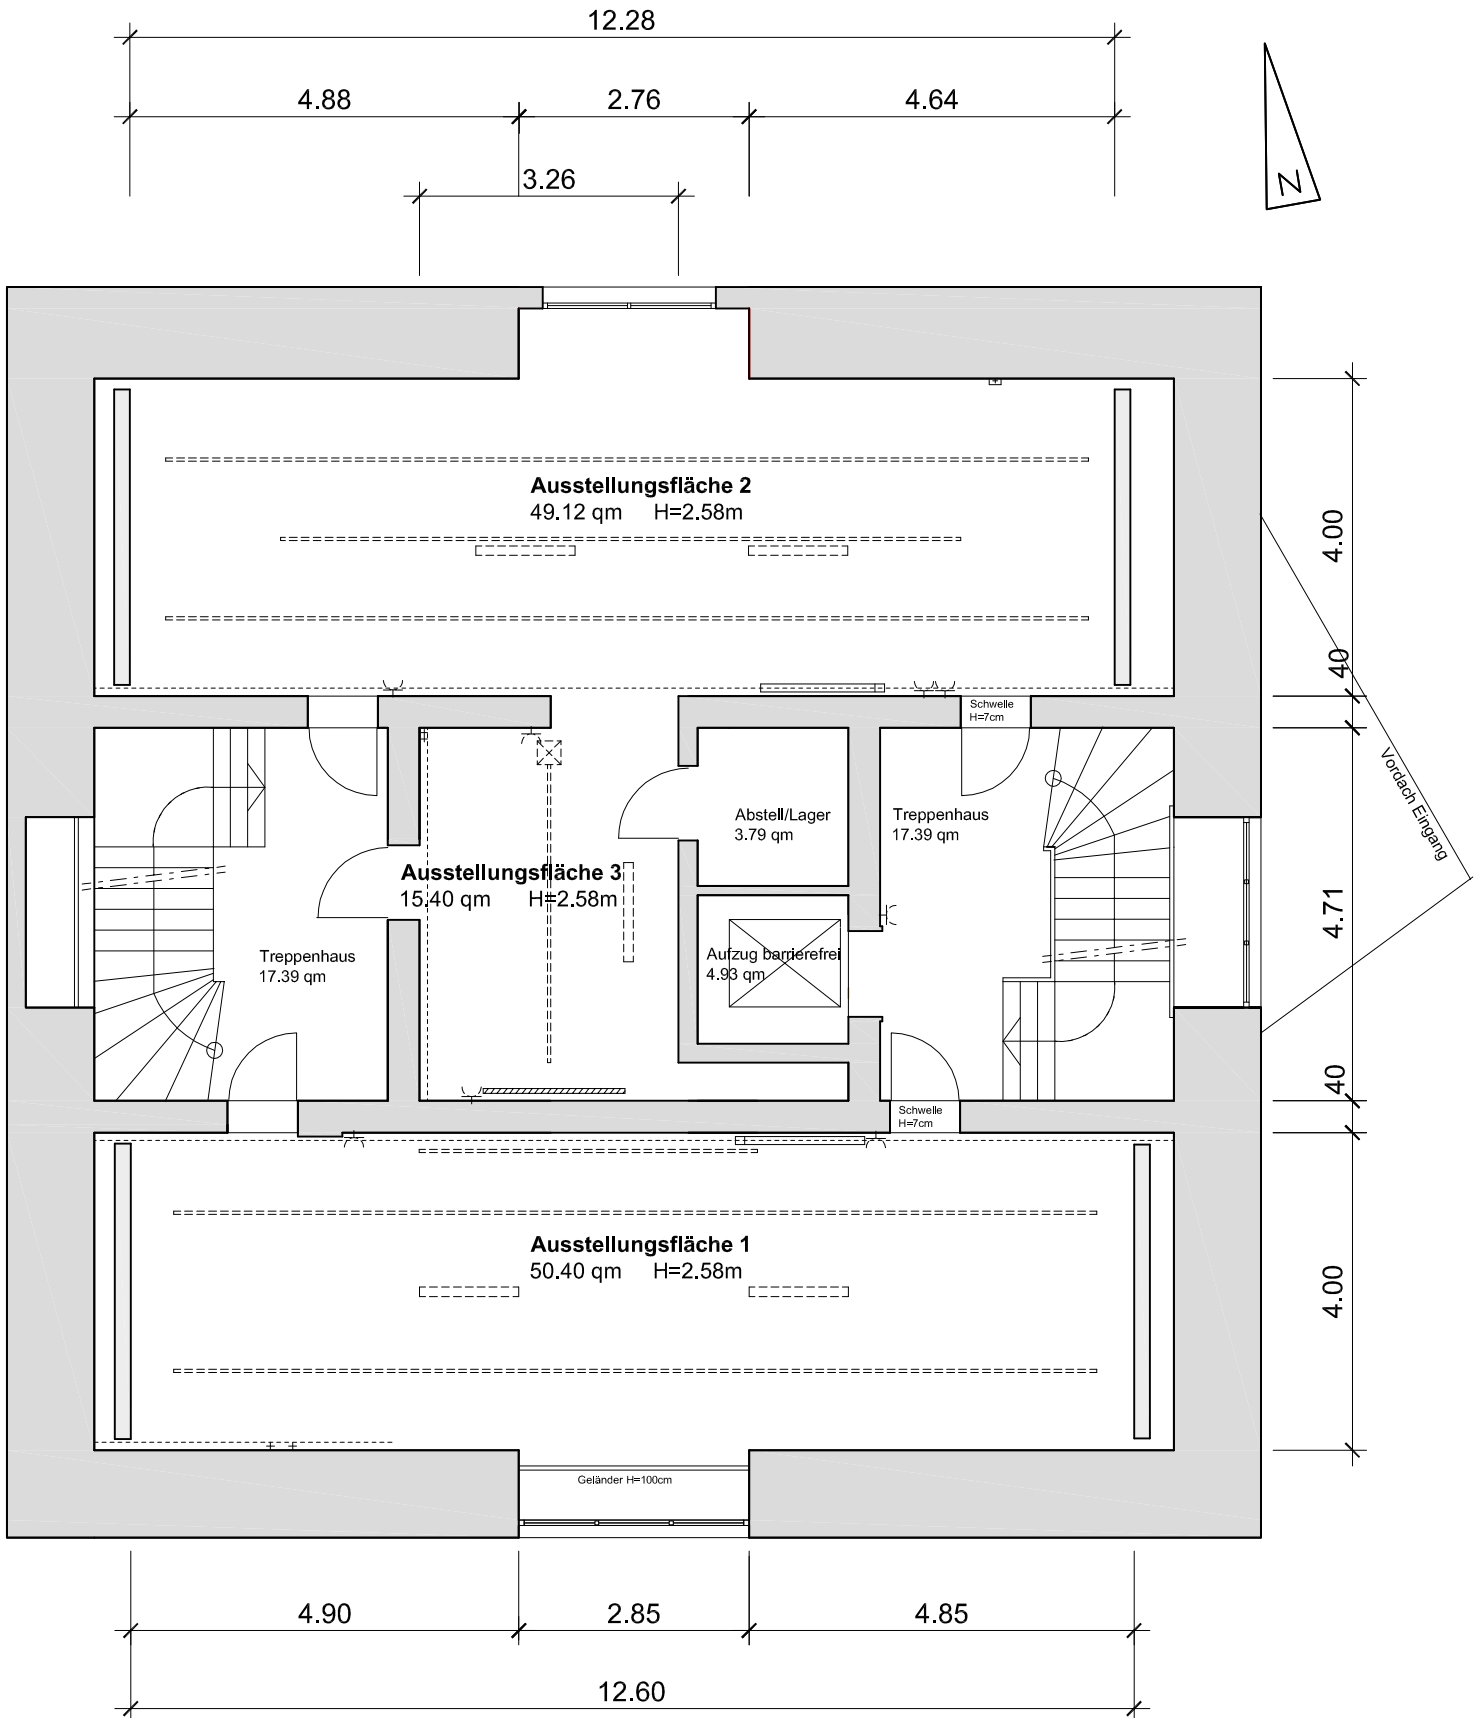 12.28
4.88
2.76
4.64
3.26
N
Ausstellungsfläche 2
49.12 qm H=2.58m
4.00
40
Schwelle
H=7cm
Vordach Eingang
Abstell/Lager
3.79 qm
Treppenhaus
17.39 qm
Ausstellungsfläche 3
15.40 qm H=2.58m
4.71
Treppenhaus
17.39 qm
Aufzug barrierefrei
4.93 qm
40
Schwelle
H=7cm
Ausstellungsfläche 1
50.40 qm H=2.58m
4.00
Geländer H=100cm
4.90
2.85
4.85
12.60